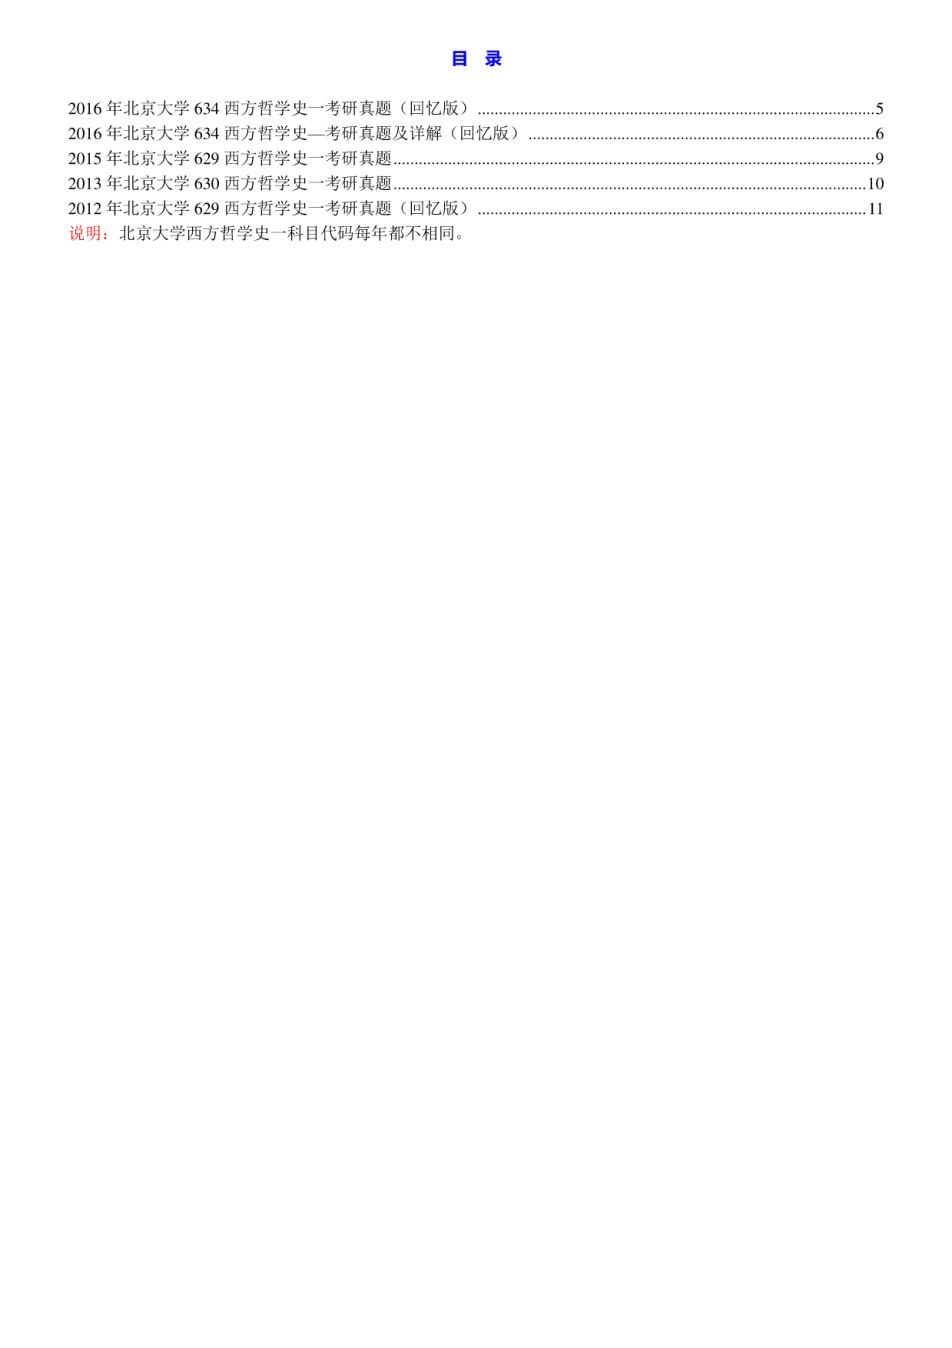 目 录
2016 年北京大学 634 西方哲学史一考研真题（回忆版）.....5
2016 年北京大学 634 西方哲学史—考研真题及详解（回忆版）.....6
2015 年北京大学 629 西方哲学史一考研真题.....9
2013 年北京大学 630 西方哲学史一考研真题.....10
2012 年北京大学 629 西方哲学史一考研真题（回忆版）.....11
说明：北京大学西方哲学史一科目代码每年都不相同。